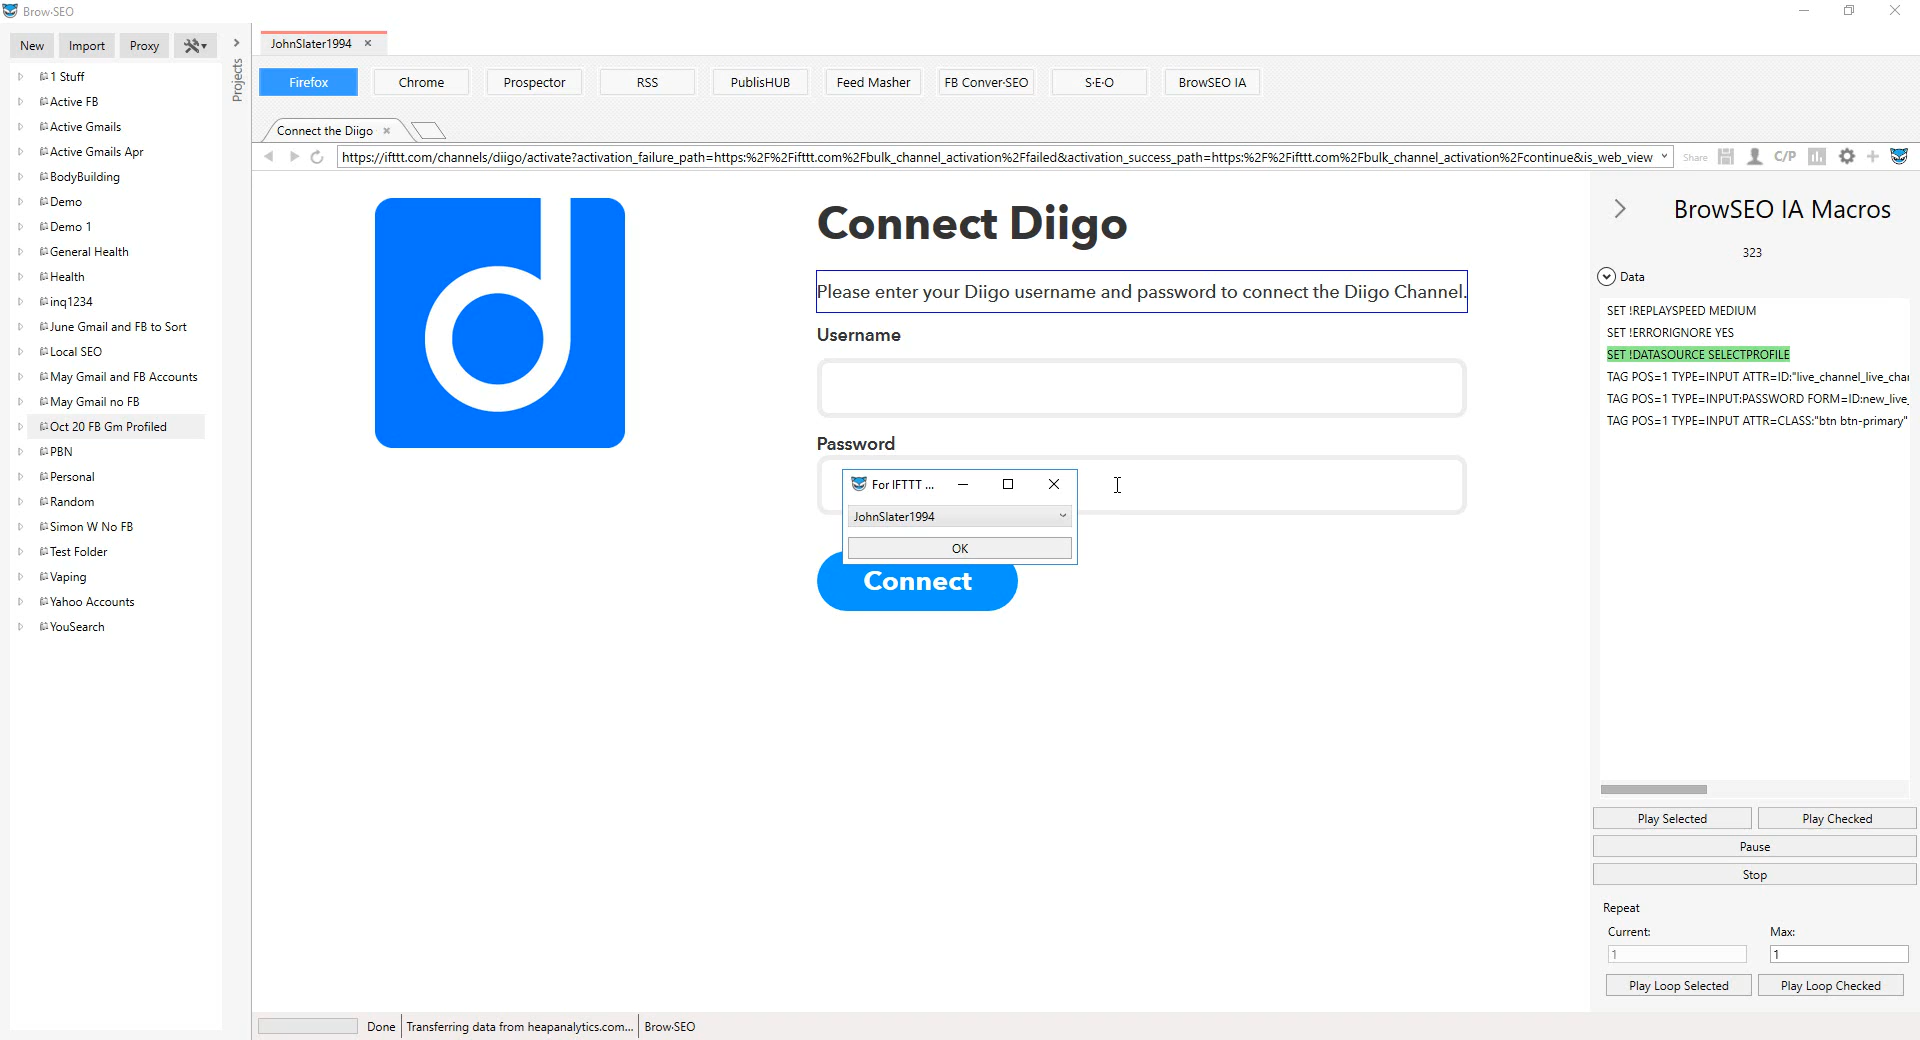 Brow·SEO
New Import Proxy
Projects
1 Stuff
Active FB
Active Gmails
Active Gmails Apr
BodyBuilding
Demo
Demo 1
General Health
Health
inq1234
June Gmail and FB to Sort
Local SEO
May Gmail and FB Accounts
May Gmail no FB
Oct 20 FB Gm Profiled
PBN
Personal
Random
Simon W No FB
Test Folder
Vaping
Yahoo Accounts
YouSearch
JohnSlater1994
Firefox Chrome Prospector RSS PublisHUB Feed Masher FB Conver·SEO S·E·O BrowSEO IA
Connect the Diigo
https://ifttt.com/channels/diigo/activate?activation_failure_path=https:%2F%2Fifttt.com%2Fbulk_channel_activation%2Ffailed&activation_success_path=https:%2F%2Fifttt.com%2Fbulk_channel_activation%2Fcontinue&is_web_view
Share C/P
Connect Diigo
Please enter your Diigo username and password to connect the Diigo Channel.
Username
Password
For IFTTT ...
JohnSlater1994
OK
Connect
BrowSEO IA Macros
323
Data
SET !REPLAYSPEED MEDIUM
SET !ERRORIGNORE YES
SET !DATASOURCE SELECTPROFILE
TAG POS=1 TYPE=INPUT ATTR=ID:"live_channel_live_char
TAG POS=1 TYPE=INPUT:PASSWORD FORM=ID:new_live_
TAG POS=1 TYPE=INPUT ATTR=CLASS:"btn btn-primary"
Play Selected Play Checked
Pause
Stop
Repeat
Current: Max:
1 1
Play Loop Selected Play Loop Checked
Done Transferring data from heapanalytics.com... Brow·SEO